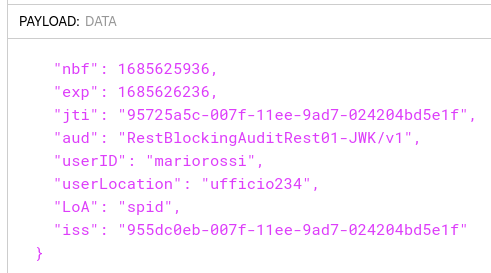 PAYLOAD: DATA
"nbf": 1685625936,
"exp": 1685626236,
"jti": "95725a5c-007f-11ee-9ad7-024204bd5e1f",
"aud": "RestBlockingAuditRest01-JWK/v1",
"userID": "mariorossi",
"userLocation": "ufficio234",
"LoA": "spid",
"iss": "955dc0eb-007f-11ee-9ad7-024204bd5e1f"
}